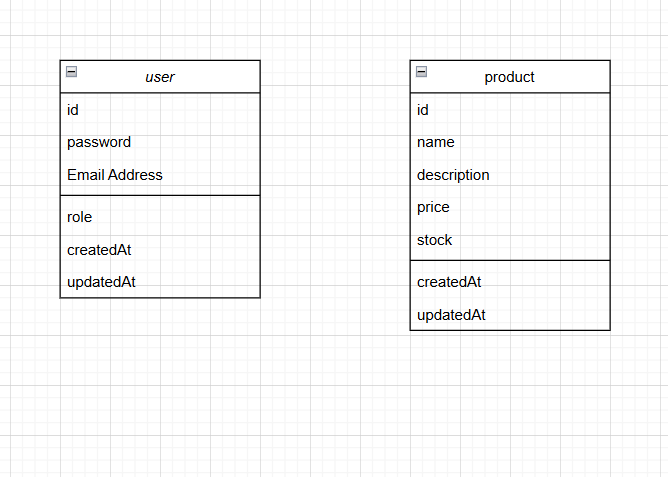 user
id
password
Email Address
role
createdAt
updatedAt
product
id
name
description
price
stock
createdAt
updatedAt